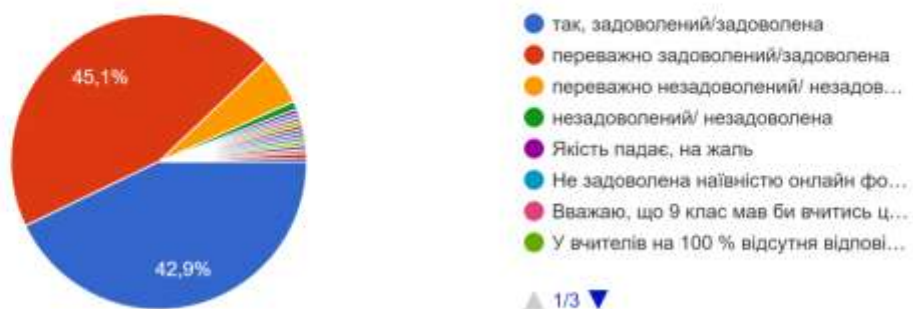 45,1%
42,9%
так, задоволений/задоволена
переважно задоволений/задоволена
переважно незадоволений/ незадов...
незадоволений/ незадоволена
Якість падає, на жаль
Не задоволена наївністю онлайн фо...
Вважаю, що 9 клас мав би вчитись ц...
У вчителів на 100 % відсутня відпові...
1/3